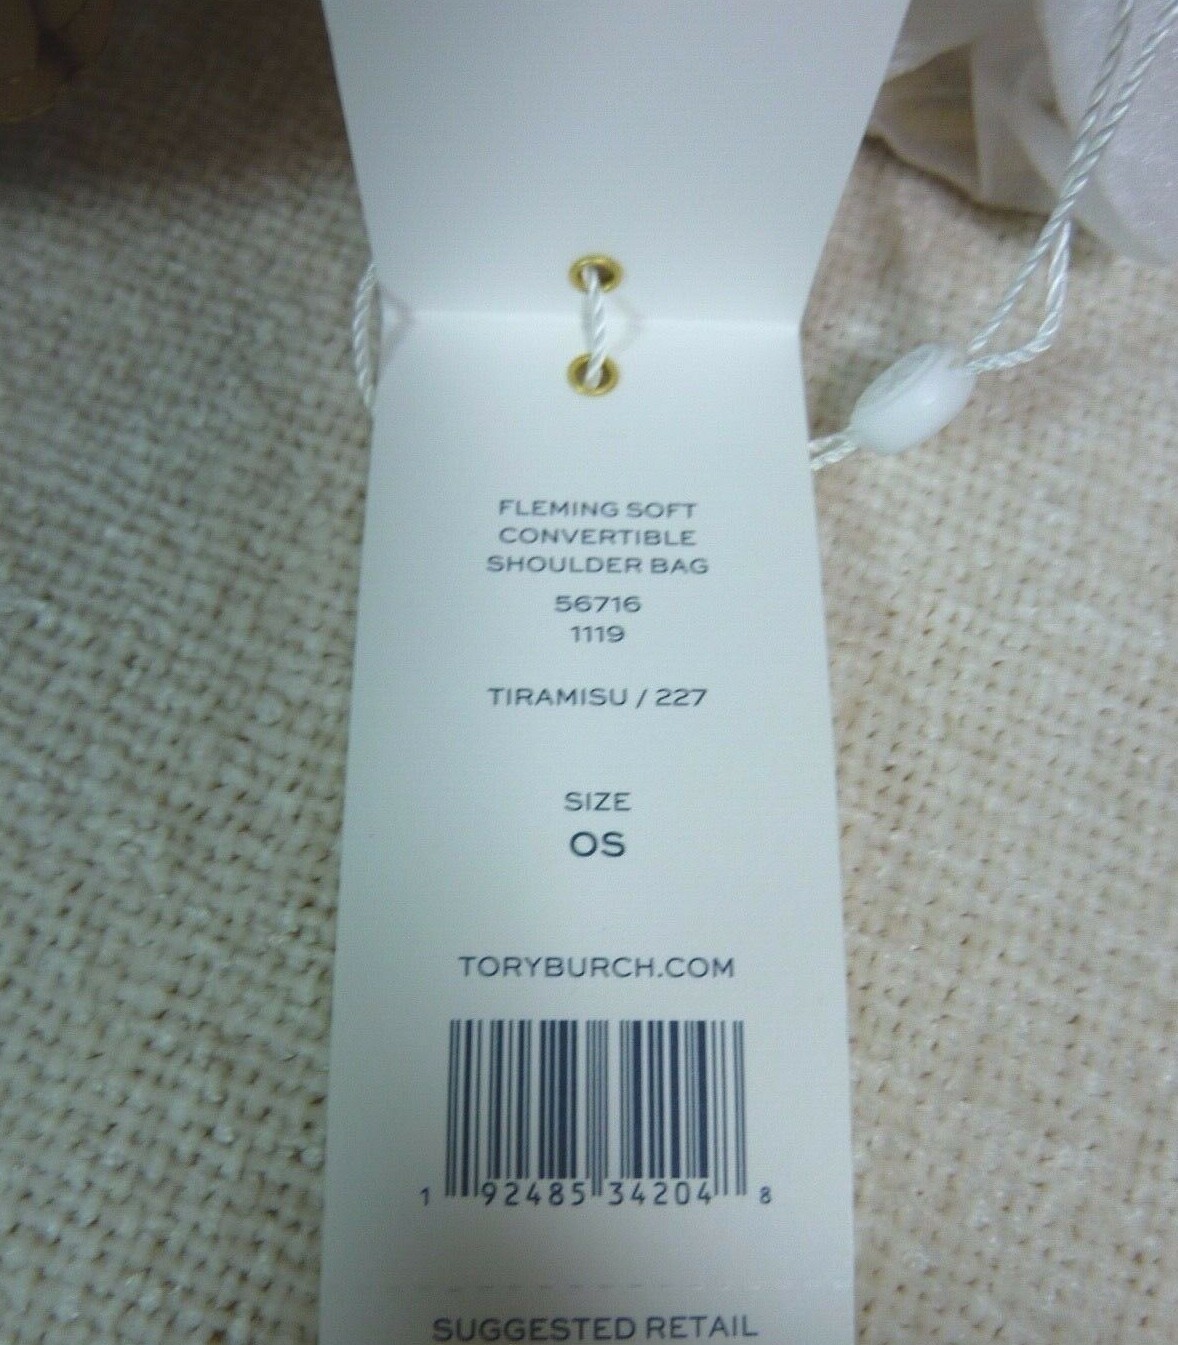 FLEMING SOFT
CONVERTIBLE
SHOULDER BAG
56716
1119
TIRAMISU / 227
SIZE
OS
TORYBURCH.COM
1 92485 34204 8
SUGGESTED RETAIL